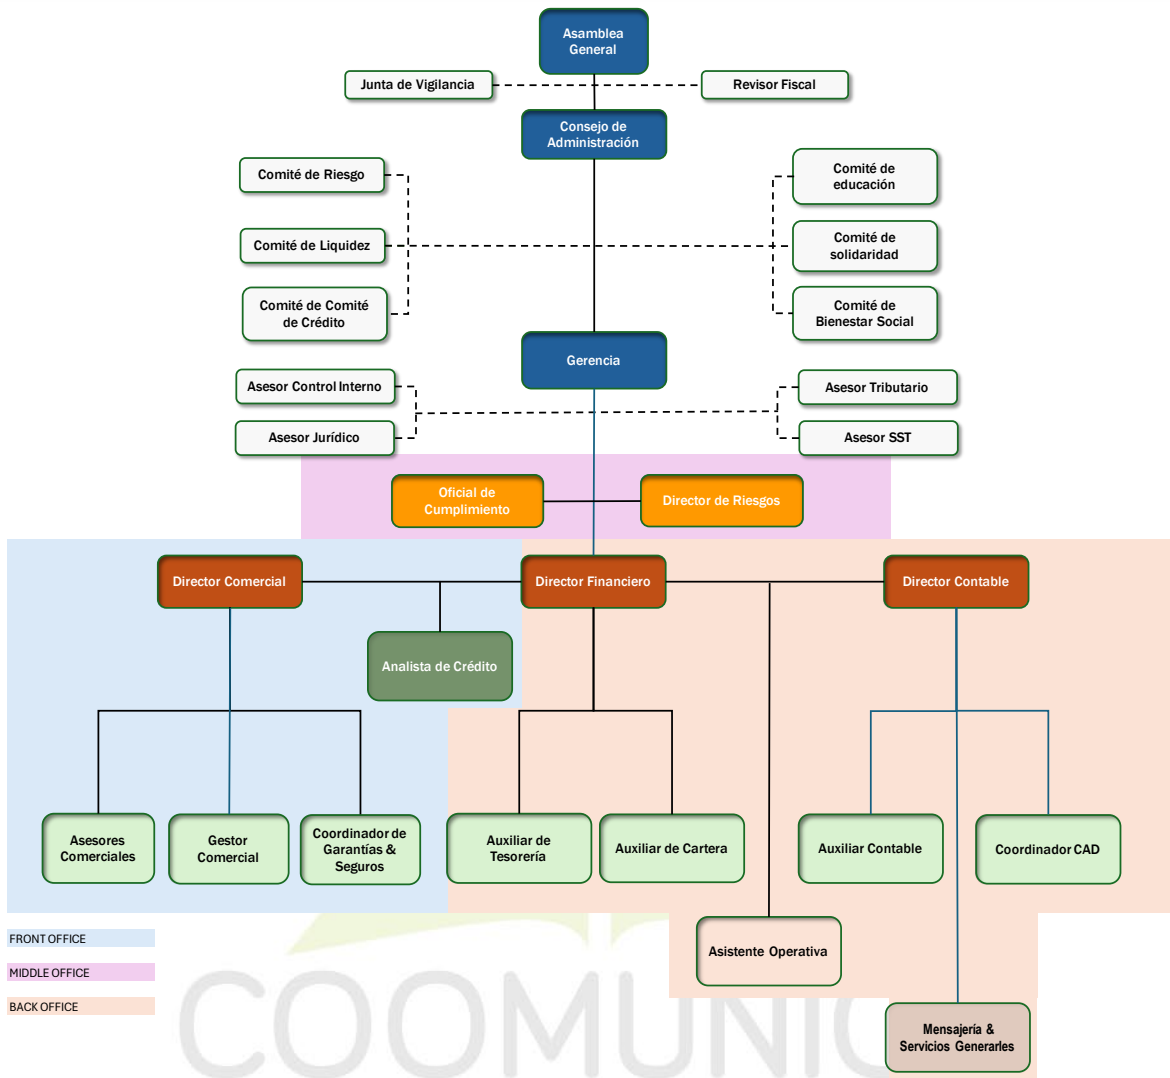 Asamblea
General
Junta de Vigilancia
Revisor Fiscal
Consejo de
Administración
Comité de Riesgo
Comité de
educación
Comité de Liquidez
Comité de
solidaridad
Comité de Comité
de Crédito
Comité de
Bienestar Social
Gerencia
Asesor Control Interno
Asesor Tributario
Asesor Jurídico
Asesor SST
Oficial de
Cumplimiento
Director de Riesgos
Director Comercial
Director Financiero
Director Contable
Analista de Crédito
Asesores
Comerciales
Gestor
Comercial
Coordinador de
Garantías &
Seguros
Auxiliar de
Tesorería
Auxiliar de Cartera
Auxiliar Contable
Coordinador CAD
FRONT OFFICE
MIDDLE OFFICE
BACK OFFICE
Asistente Operativa
Mensajería &
Servicios Generarles
COOMUNIC